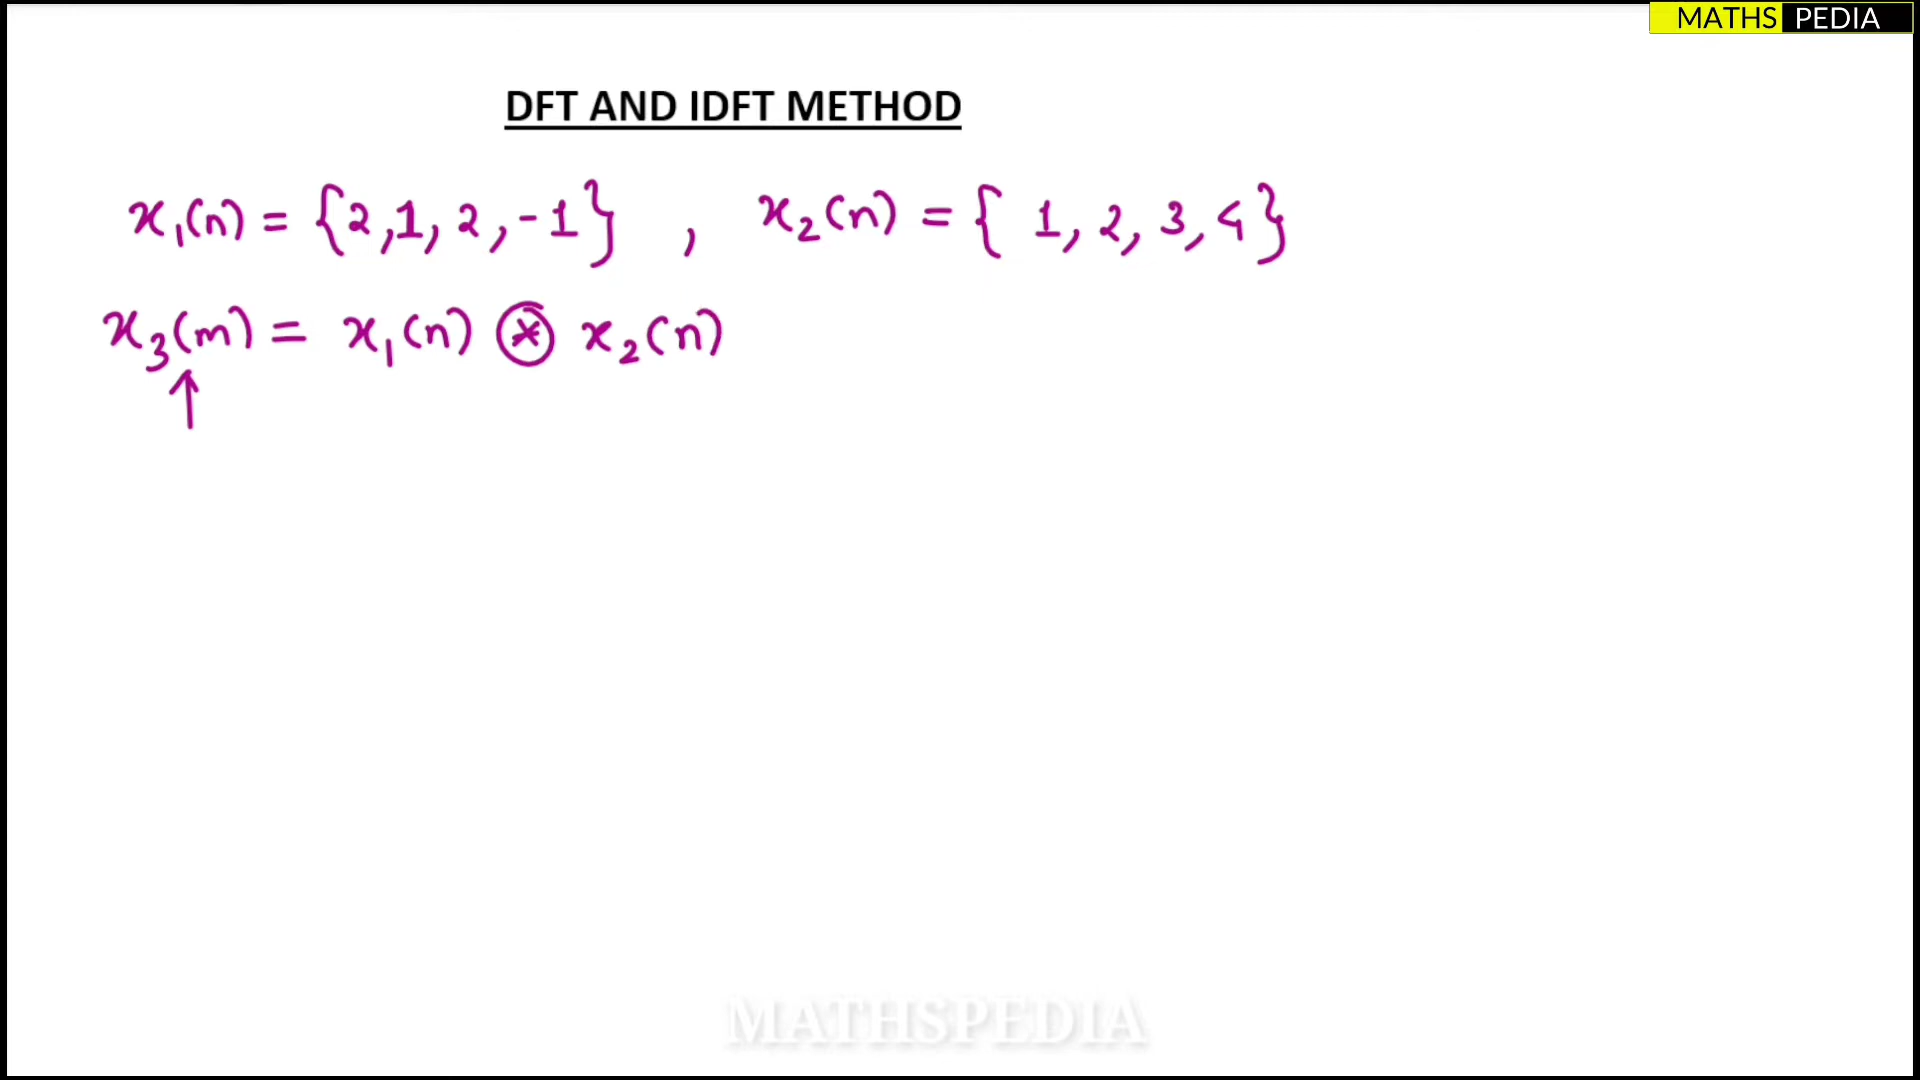 MATHS PEDIA
DFT AND IDFT METHOD
x₁(n) = {2,1, 2, -1} , x₂(n) = { 1, 2, 3, 4}
x₃(m) = x₁(n) ⊛ x₂(n)
↑
MATHSPEDIA